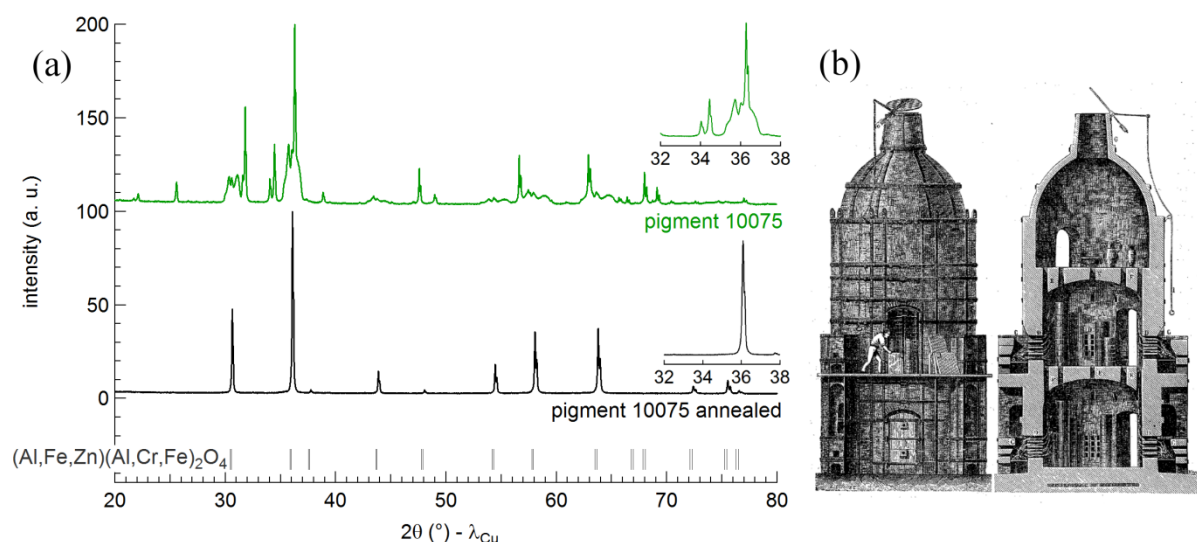 (a)
(b)
200
150
100
50
0
intensity (a. u.)
32 34 36 38
pigment 10075
32 34 36 38
pigment 10075 annealed
(Al,Fe,Zn)(Al,Cr,Fe)₂O₄
20 30 40 50 60 70 80
2θ (°) - λCu